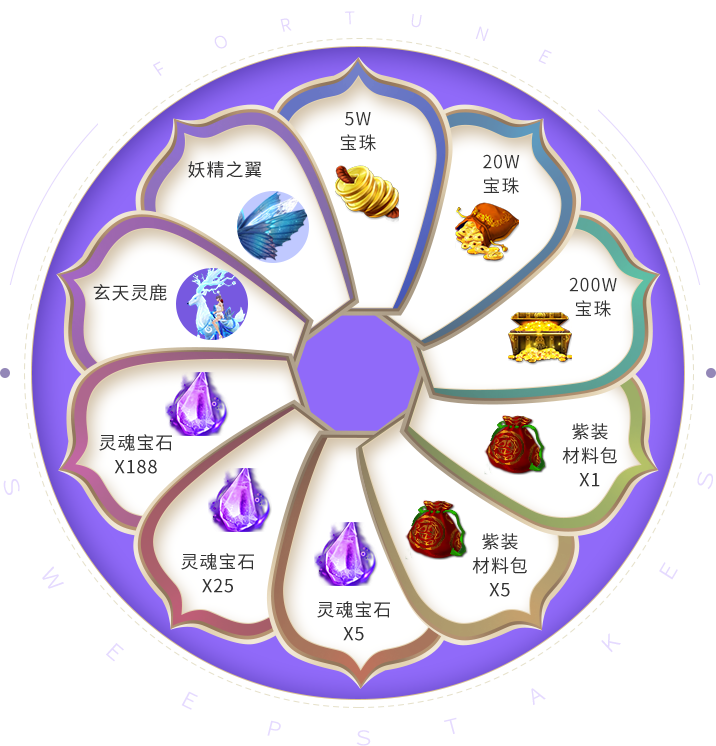 FORTUNE
5W
宝珠
20W
宝珠
200W
宝珠
紫装
材料包
X1
紫装
材料包
X5
灵魂宝石
X5
灵魂宝石
X25
灵魂宝石
X188
玄天灵鹿
妖精之翼
SWEEPSTAKES